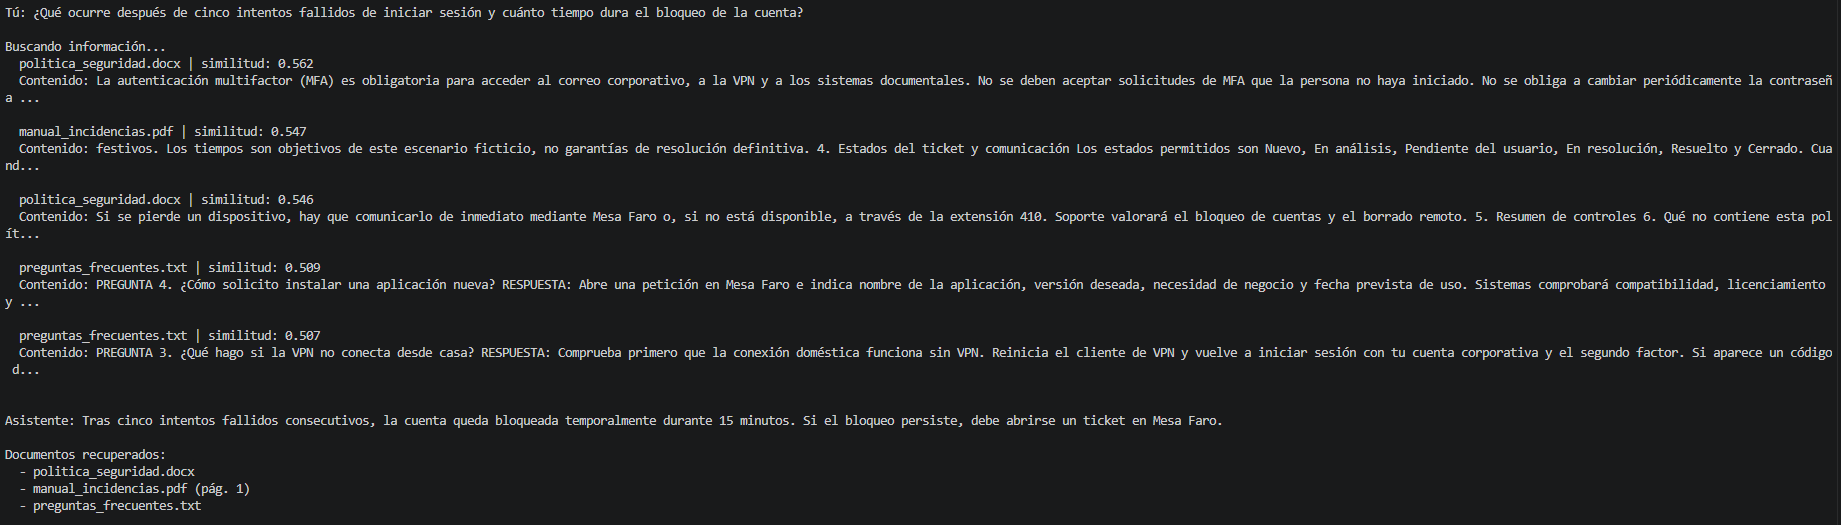 Tú: ¿Qué ocurre después de cinco intentos fallidos de iniciar sesión y cuánto tiempo dura el bloqueo de la cuenta?
Buscando información...
politica_seguridad.docx | similitud: 0.562
Contenido: La autenticación multifactor (MFA) es obligatoria para acceder al correo corporativo, a la VPN y a los sistemas documentales. No se deben aceptar solicitudes de MFA que la persona no haya iniciado. No se obliga a cambiar periódicamente la contraseñ
a ...
manual_incidencias.pdf | similitud: 0.547
Contenido: festivos. Los tiempos son objetivos de este escenario ficticio, no garantías de resolución definitiva. 4. Estados del ticket y comunicación Los estados permitidos son Nuevo, En análisis, Pendiente del usuario, En resolución, Resuelto y Cerrado. Cua
nd...
politica_seguridad.docx | similitud: 0.546
Contenido: Si se pierde un dispositivo, hay que comunicarlo de inmediato mediante Mesa Faro o, si no está disponible, a través de la extensión 410. Soporte valorará el bloqueo de cuentas y el borrado remoto. 5. Resumen de controles 6. Qué no contiene esta pol
ít...
preguntas_frecuentes.txt | similitud: 0.509
Contenido: PREGUNTA 4. ¿Cómo solicito instalar una aplicación nueva? RESPUESTA: Abre una petición en Mesa Faro e indica nombre de la aplicación, versión deseada, necesidad de negocio y fecha prevista de uso. Sistemas comprobará compatibilidad, licenciamiento
y ...
preguntas_frecuentes.txt | similitud: 0.507
Contenido: PREGUNTA 3. ¿Qué hago si la VPN no conecta desde casa? RESPUESTA: Comprueba primero que la conexión doméstica funciona sin VPN. Reinicia el cliente de VPN y vuelve a iniciar sesión con tu cuenta corporativa y el segundo factor. Si aparece un código
d...
Asistente: Tras cinco intentos fallidos consecutivos, la cuenta queda bloqueada temporalmente durante 15 minutos. Si el bloqueo persiste, debe abrirse un ticket en Mesa Faro.
Documentos recuperados:
- politica_seguridad.docx
- manual_incidencias.pdf (pág. 1)
- preguntas_frecuentes.txt